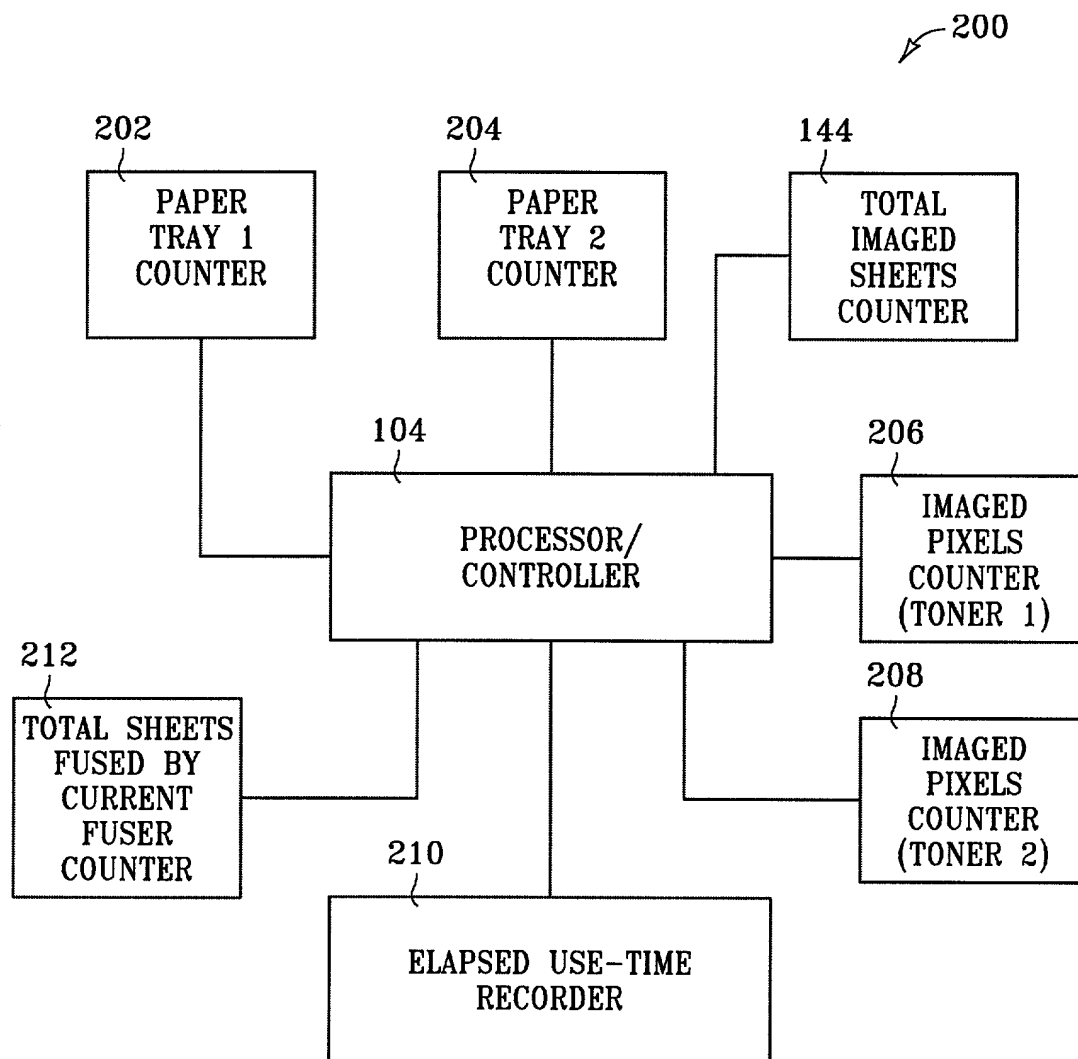 200
202
PAPER
TRAY 1
COUNTER
204
PAPER
TRAY 2
COUNTER
144
TOTAL
IMAGED
SHEETS
COUNTER
104
PROCESSOR/
CONTROLLER
206
IMAGED
PIXELS
COUNTER
(TONER 1)
212
TOTAL SHEETS
FUSED BY
CURRENT
FUSER
COUNTER
208
IMAGED
PIXELS
COUNTER
(TONER 2)
210
ELAPSED USE-TIME
RECORDER